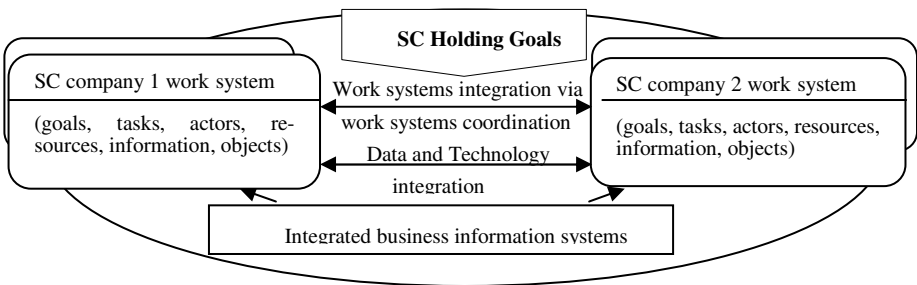 SC Holding Goals
SC company 1 work system
(goals, tasks, actors, re-
sources, information, objects)
Work systems integration via
work systems coordination
Data and Technology
integration
SC company 2 work system
(goals, tasks, actors, resources,
information, objects)
Integrated business information systems